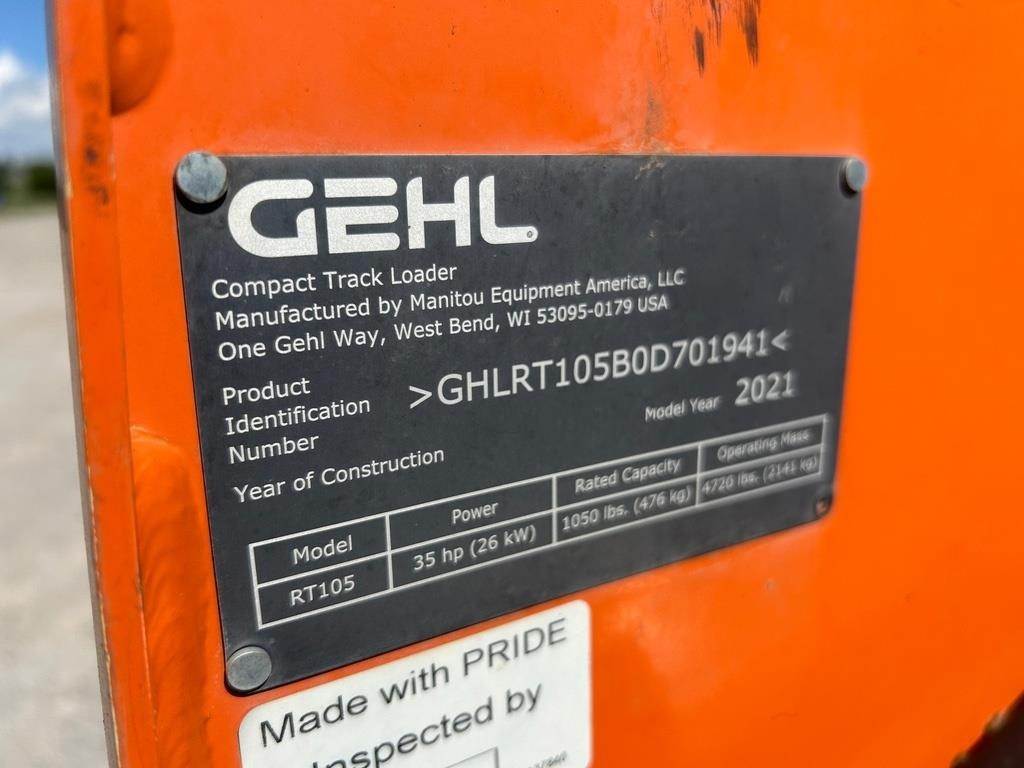 GEHL
Compact Track Loader
Manufactured by Manitou Equipment America, LLC
One Gehl Way, West Bend, WI 53095-0179 USA
Product
Identification
Number
>GHLRT105B0D701941<
Model Year 2021
Year of Construction
Model Power Rated Capacity Operating Mass
RT105 35 hp (26 kW) 1050 lbs. (476 kg) 4720 lbs. (2141 kg)
Made with PRIDE
Inspected by